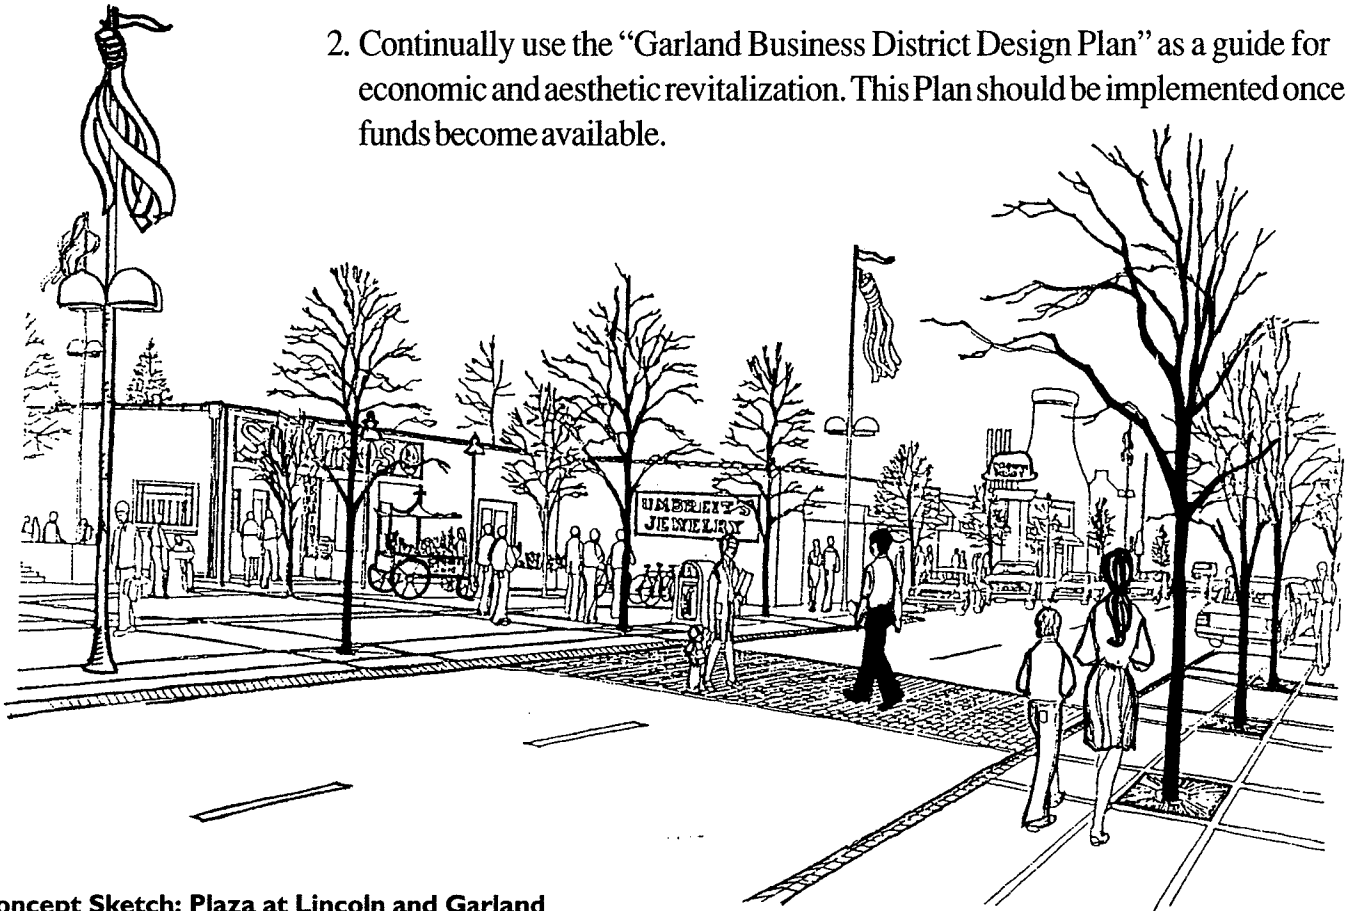 2. Continually use the “Garland Business District Design Plan” as a guide for
economic and aesthetic revitalization. This Plan should be implemented once
funds become available.
UMBREIT'S
JEWELRY
oncept Sketch: Plaza at Lincoln and Garland